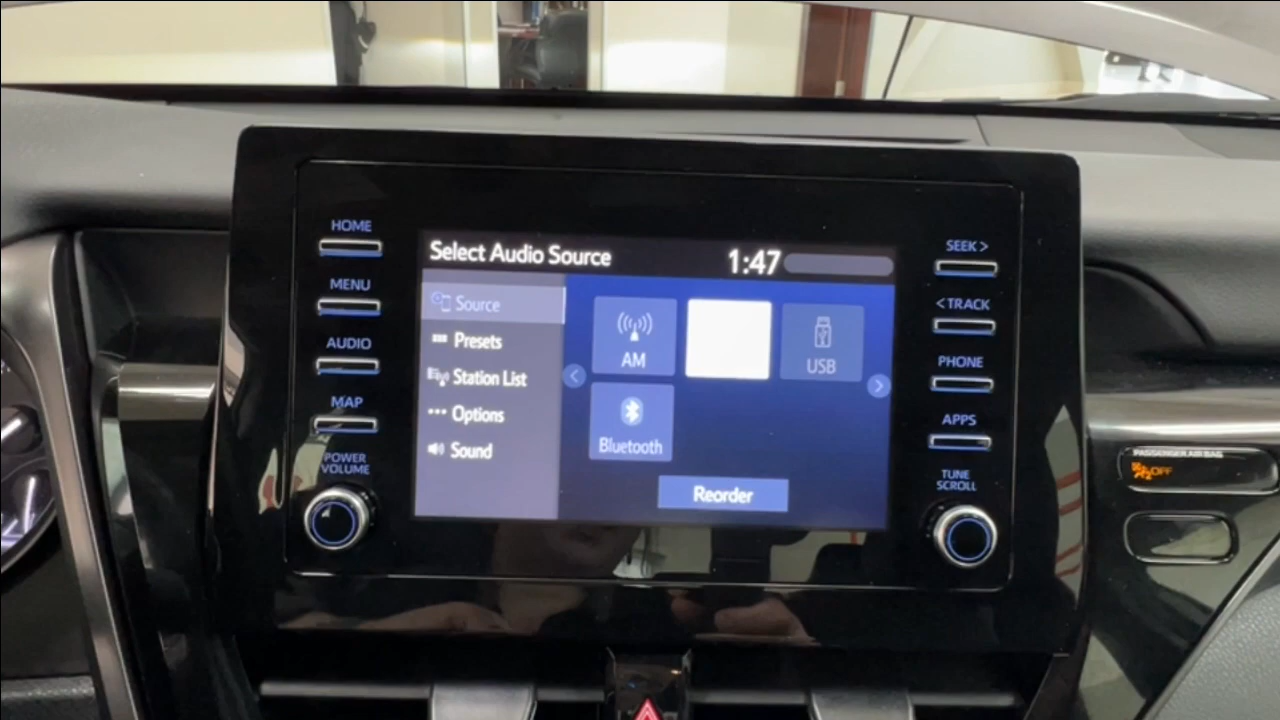 HOME
MENU
AUDIO
MAP
POWER
VOLUME
Select Audio Source
1:47
Source
Presets
Station List
Options
Sound
AM
USB
Bluetooth
Reorder
SEEK >
< TRACK
PHONE
APPS
TUNE
SCROLL
PASSENGER AIR BAG
OFF